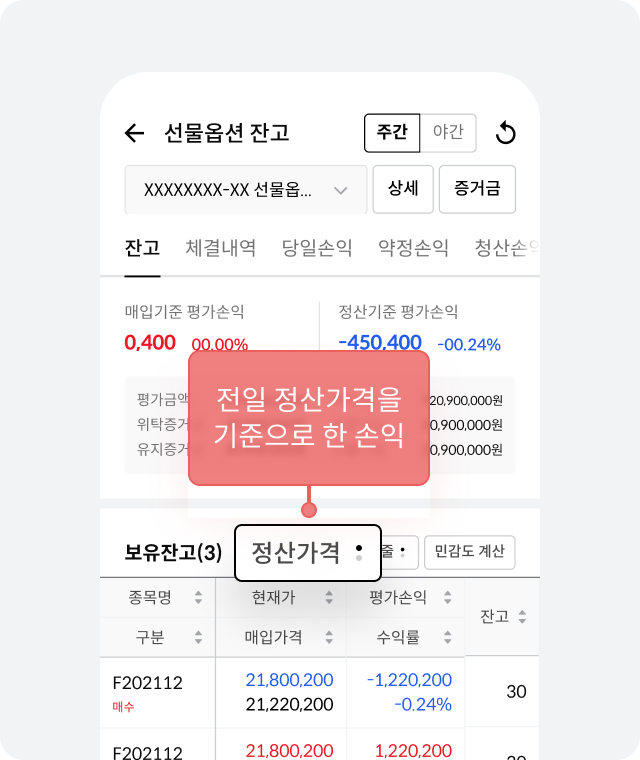 선물옵션 잔고 주간 야간
XXXXXXXX-XX 선물옵... 상세 증거금
잔고 체결내역 당일손익 약정손익 청산손익
매입기준 평가손익 정산기준 평가손익
0,400 00.00% -450,400 -00.24%
평가금액 20,900,000원
위탁증거 0,900,000원
유지증거 0,900,000원
전일 정산가격을
기준으로 한 손익
보유잔고(3) 정산가격 줄 민감도 계산
종목명 현재가 평가손익 잔고
구분 매입가격 수익률
F202112 21,800,200 -1,220,200 30
매수 21,220,200 -0.24%
F202112 21,800,200 1,220,200